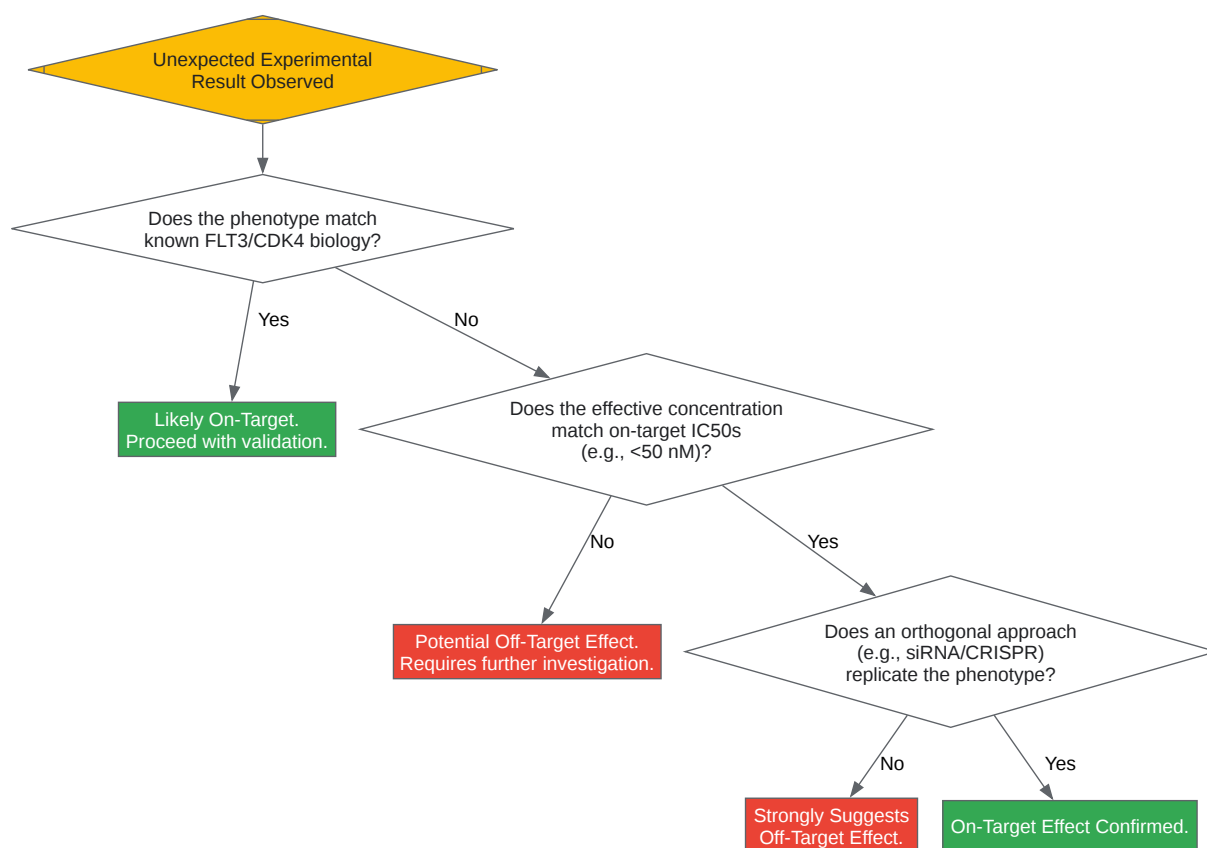 Unexpected Experimental
Result Observed
Does the phenotype match
known FLT3/CDK4 biology?
Yes
No
Likely On-Target.
Proceed with validation.
Does the effective concentration
match on-target IC50s
(e.g., <50 nM)?
No
Yes
Potential Off-Target Effect.
Requires further investigation.
Does an orthogonal approach
(e.g., siRNA/CRISPR)
replicate the phenotype?
No
Yes
Strongly Suggests
Off-Target Effect.
On-Target Effect Confirmed.